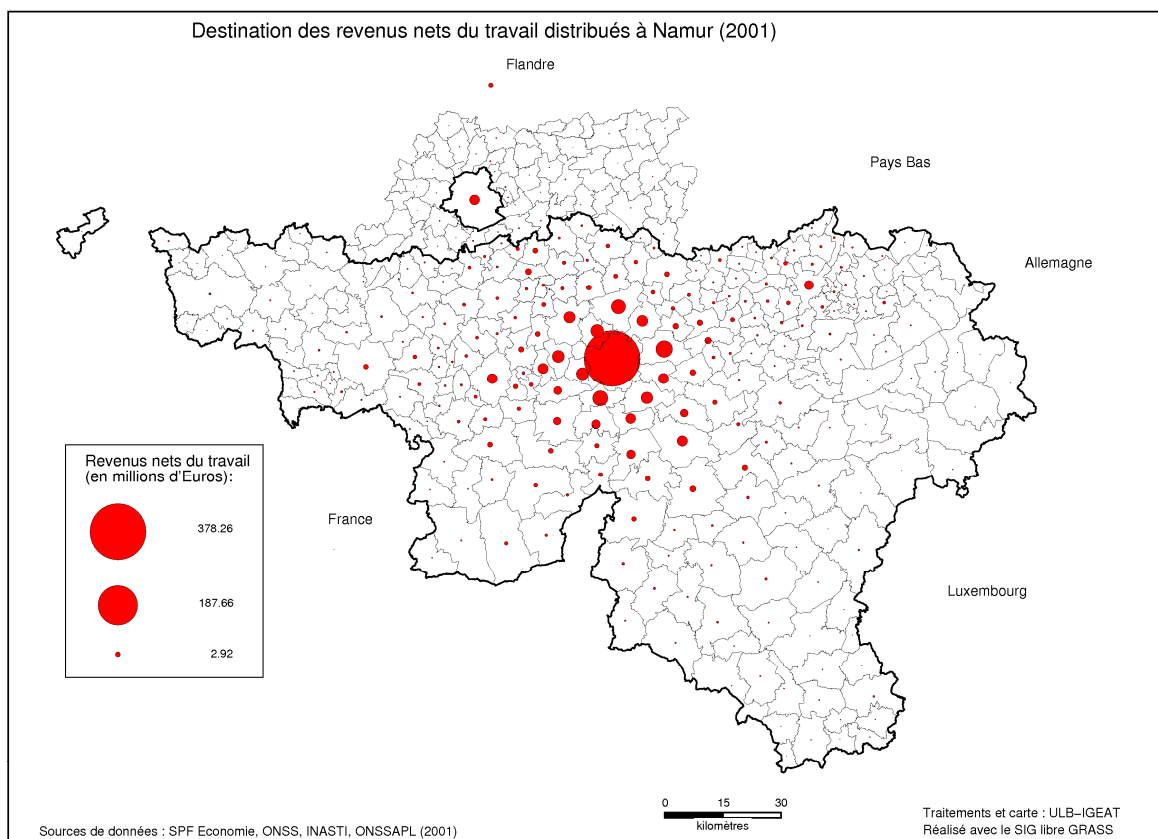 Destination des revenus nets du travail distribués à Namur (2001)
Flandre
Pays Bas
Allemagne
Revenus nets du travail
(en millions d'Euros):
378.26
187.66
2.92
France
Luxembourg
0 15 30
kilomètres
Sources de données : SPF Economie, ONSS, INASTI, ONSSAPL (2001)
Traitements et carte : ULB-IGEAT
Réalisé avec le SIG libre GRASS